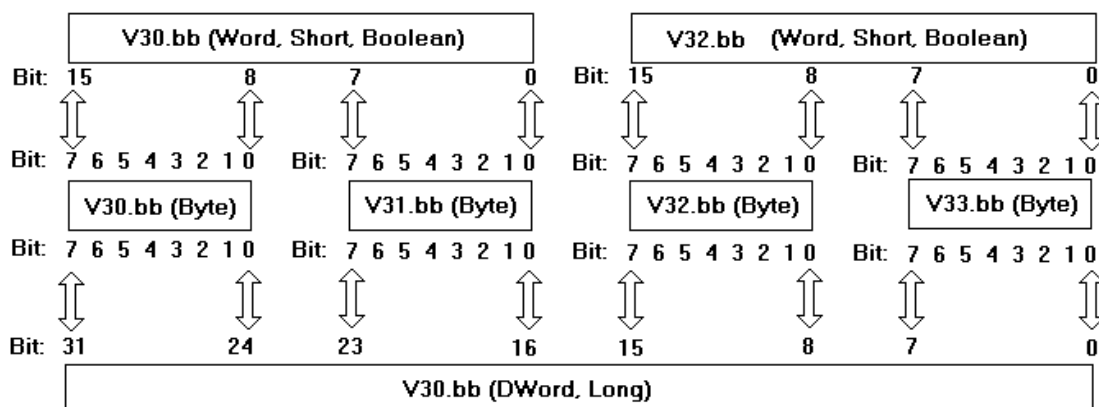 V30.bb (Word, Short, Boolean) V32.bb (Word, Short, Boolean)
Bit: 15 8 7 0 Bit: 15 8 7 0
Bit: 7 6 5 4 3 2 1 0 Bit: 7 6 5 4 3 2 1 0 Bit: 7 6 5 4 3 2 1 0 Bit: 7 6 5 4 3 2 1 0
V30.bb (Byte) V31.bb (Byte) V32.bb (Byte) V33.bb (Byte)
Bit: 7 6 5 4 3 2 1 0 Bit: 7 6 5 4 3 2 1 0 Bit: 7 6 5 4 3 2 1 0 Bit: 7 6 5 4 3 2 1 0
Bit: 31 24 23 16 15 8 7 0
V30.bb (DWord, Long)